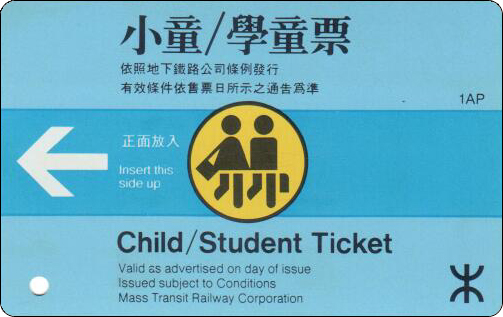 小童/學童票
依照地下鐵路公司條例發行
有效條件依售票日所示之通告爲準
1AP
正面放入
Insert this
side up
Child/Student Ticket
Valid as advertised on day of issue
Issued subject to Conditions
Mass Transit Railway Corporation